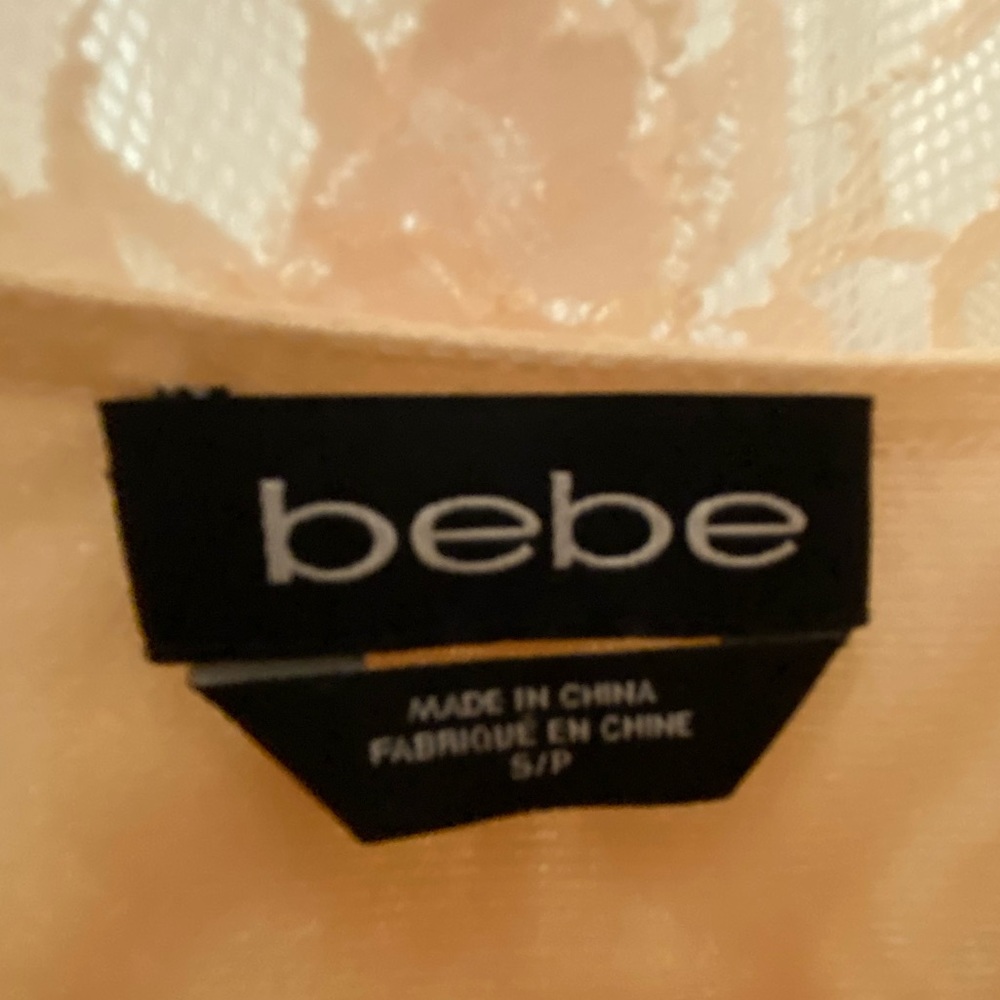 bebe
MADE IN CHINA
FABRIQUÉ EN CHINE
S/P